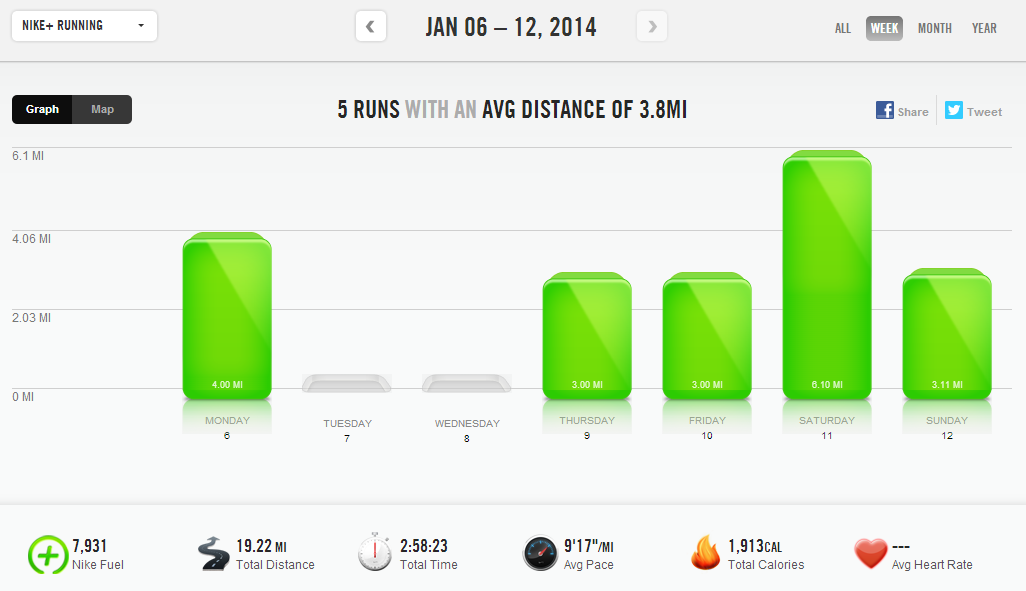 NIKE+ RUNNING
JAN 06 – 12, 2014
ALL WEEK MONTH YEAR
Graph Map
5 RUNS WITH AN AVG DISTANCE OF 3.8MI
Share Tweet
6.1 MI
4.06 MI
2.03 MI
0 MI
4.00 MI
3.00 MI
3.00 MI
6.10 MI
3.11 MI
MONDAY
6
TUESDAY
7
WEDNESDAY
8
THURSDAY
9
FRIDAY
10
SATURDAY
11
SUNDAY
12
7,931
Nike Fuel
19.22 MI
Total Distance
2:58:23
Total Time
9'17"/MI
Avg Pace
1,913CAL
Total Calories
---
Avg Heart Rate